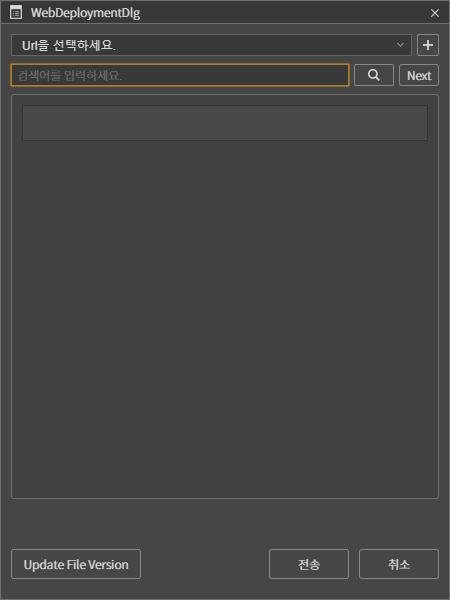 WebDeploymentDlg
Url을 선택하세요.
검색어를 입력하세요.
Next
Update File Version
전송
취소